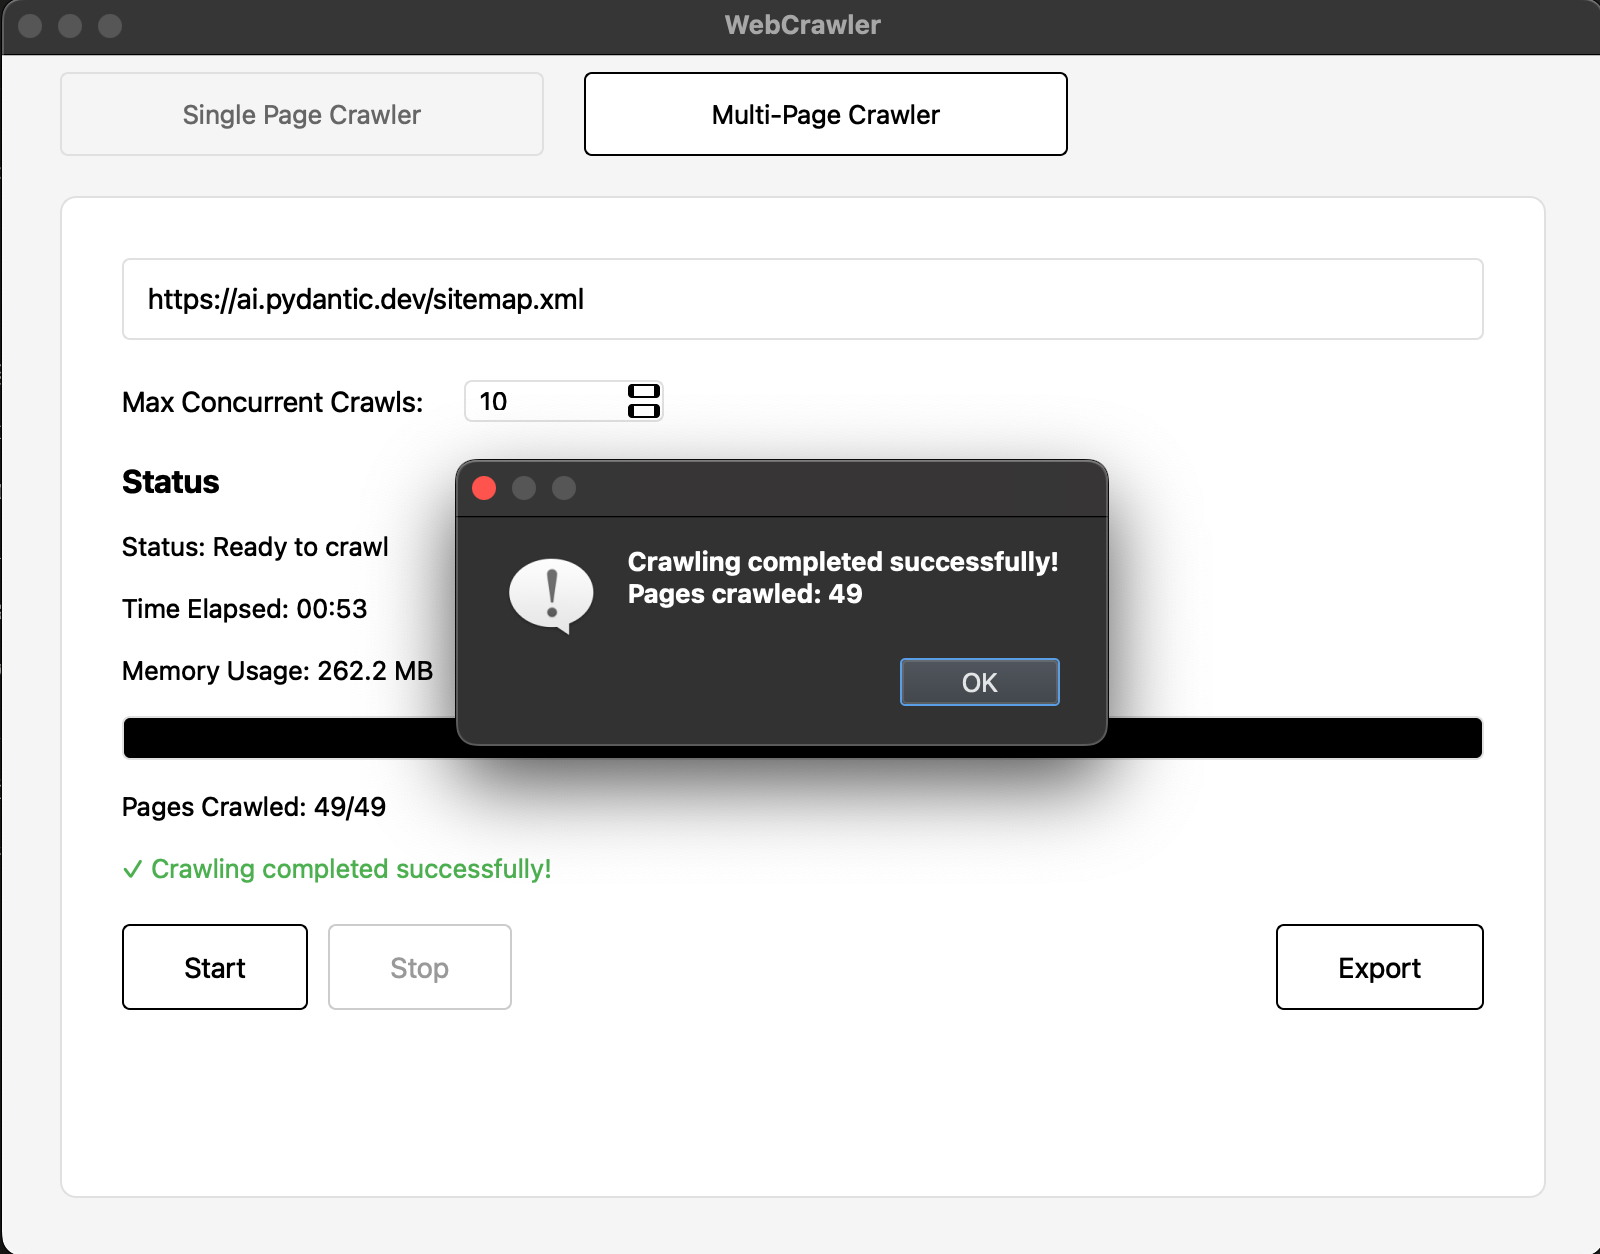 WebCrawler
Single Page Crawler
Multi-Page Crawler
https://ai.pydantic.dev/sitemap.xml
Max Concurrent Crawls:
10
Status
Status: Ready to crawl
Time Elapsed: 00:53
Memory Usage: 262.2 MB
Crawling completed successfully!
Pages crawled: 49
OK
Pages Crawled: 49/49
✓ Crawling completed successfully!
Start
Stop
Export